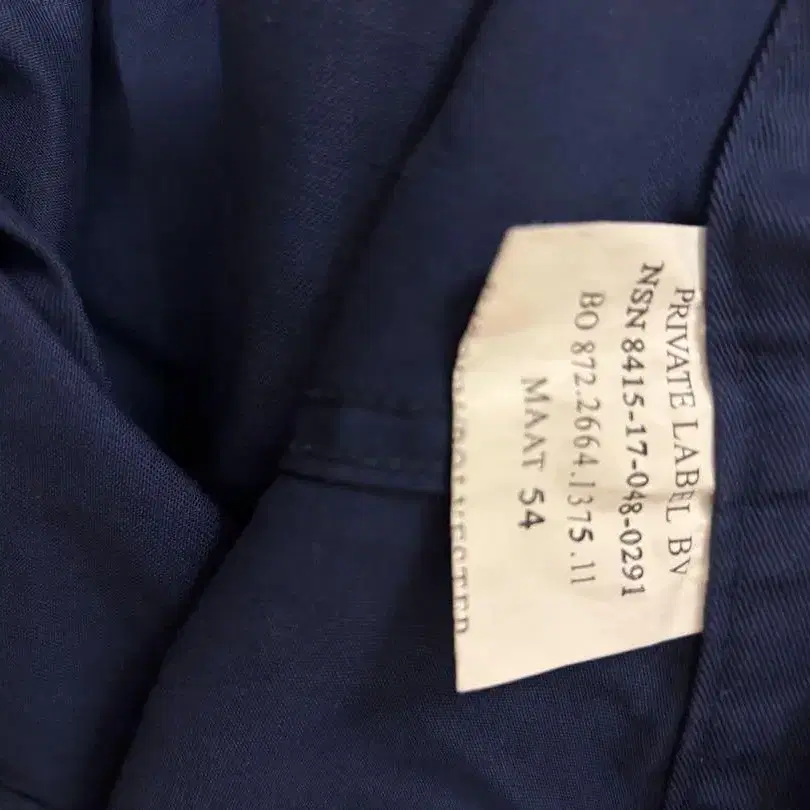 PRIVATE LABEL BV
NSN 8415-17-048-0291
BO 872.2664.1375.11
MAAT 54